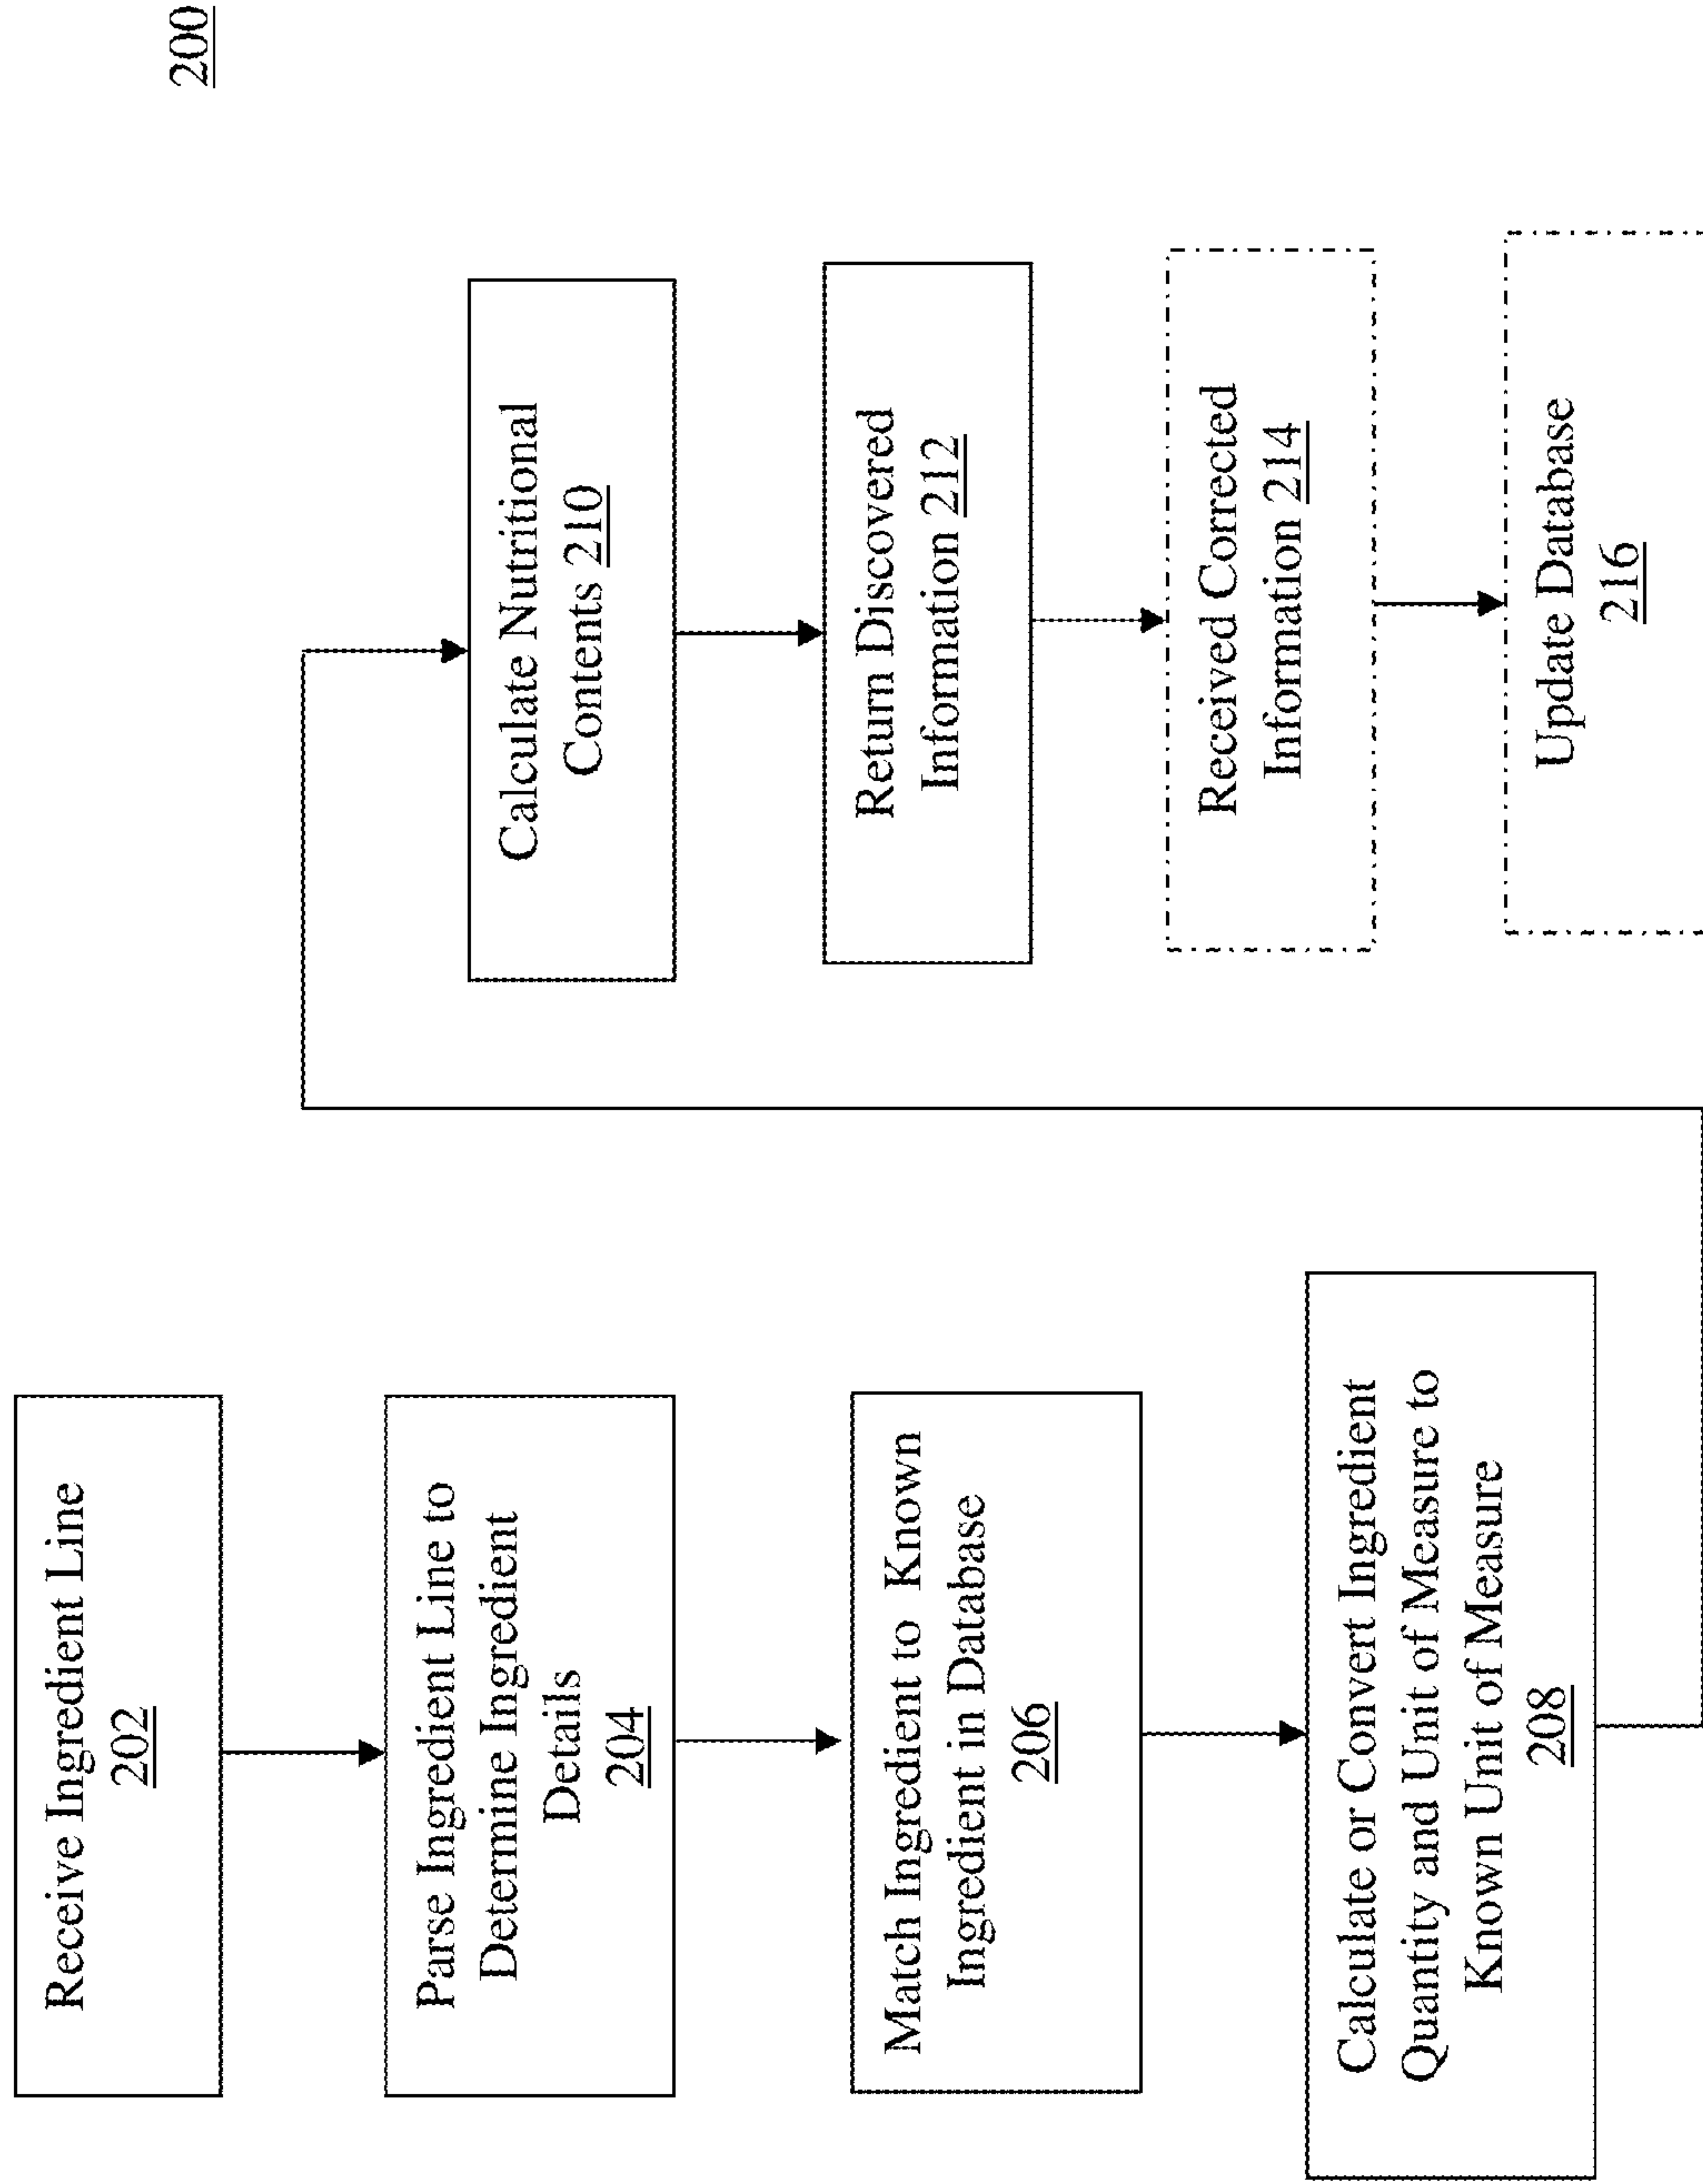 200
Receive Ingredient Line
202
Parse Ingredient Line to
Determine Ingredient
Details
204
Match Ingredient to Known
Ingredient in Database
206
Calculate or Convert Ingredient
Quantity and Unit of Measure to
Known Unit of Measure
208
Calculate Nutritional
Contents 210
Return Discovered
Information 212
Received Corrected
Information 214
Update Database
216